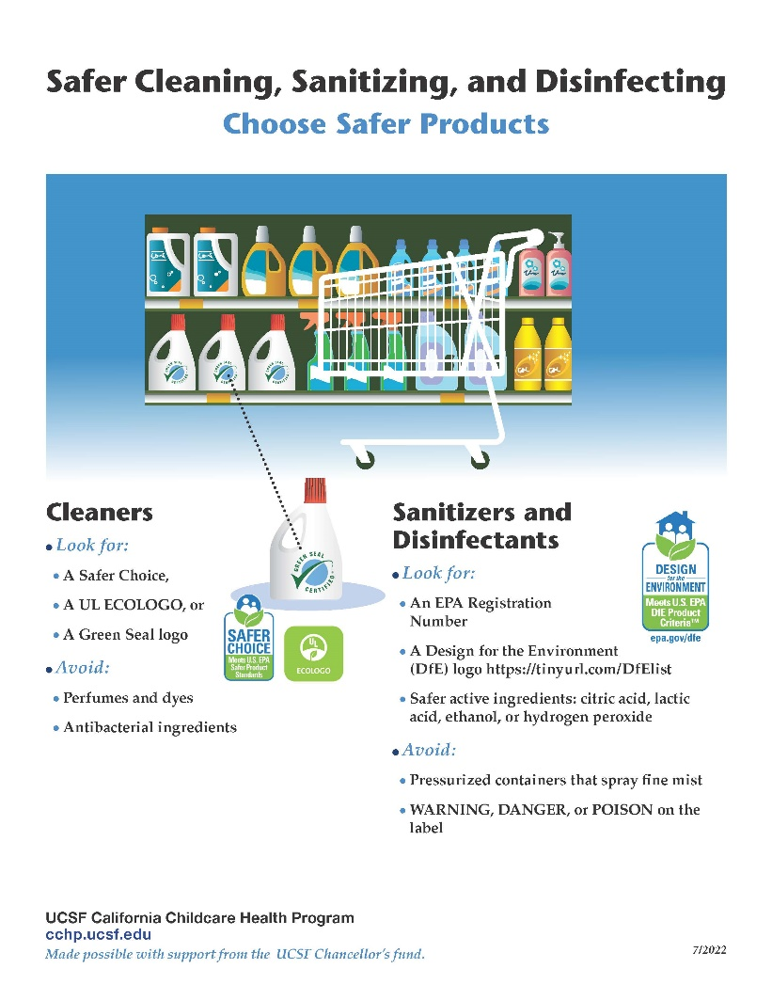 Safer Cleaning, Sanitizing, and Disinfecting
Choose Safer Products
GREEN SEAL
CERTIFIED
Cleaners
• Look for:
• A Safer Choice,
• A UL ECOLOGO, or
• A Green Seal logo
• Avoid:
• Perfumes and dyes
• Antibacterial ingredients
GREEN SEAL
CERTIFIED™
SAFER
CHOICE
Meets U.S. EPA
Safer Product
Standards
UL
ECOLOGO
Sanitizers and
Disinfectants
• Look for:
• An EPA Registration
Number
• A Design for the Environment
(DfE) logo https://tinyurl.com/DfElist
• Safer active ingredients: citric acid, lactic
acid, ethanol, or hydrogen peroxide
• Avoid:
• Pressurized containers that spray fine mist
• WARNING, DANGER, or POISON on the
label
DESIGN
for the
ENVIRONMENT
Meets U.S. EPA
DfE Product
Criteria™
epa.gov/dfe
UCSF California Childcare Health Program
cchp.ucsf.edu
Made possible with support from the UCSF Chancellor's fund.
7/2022